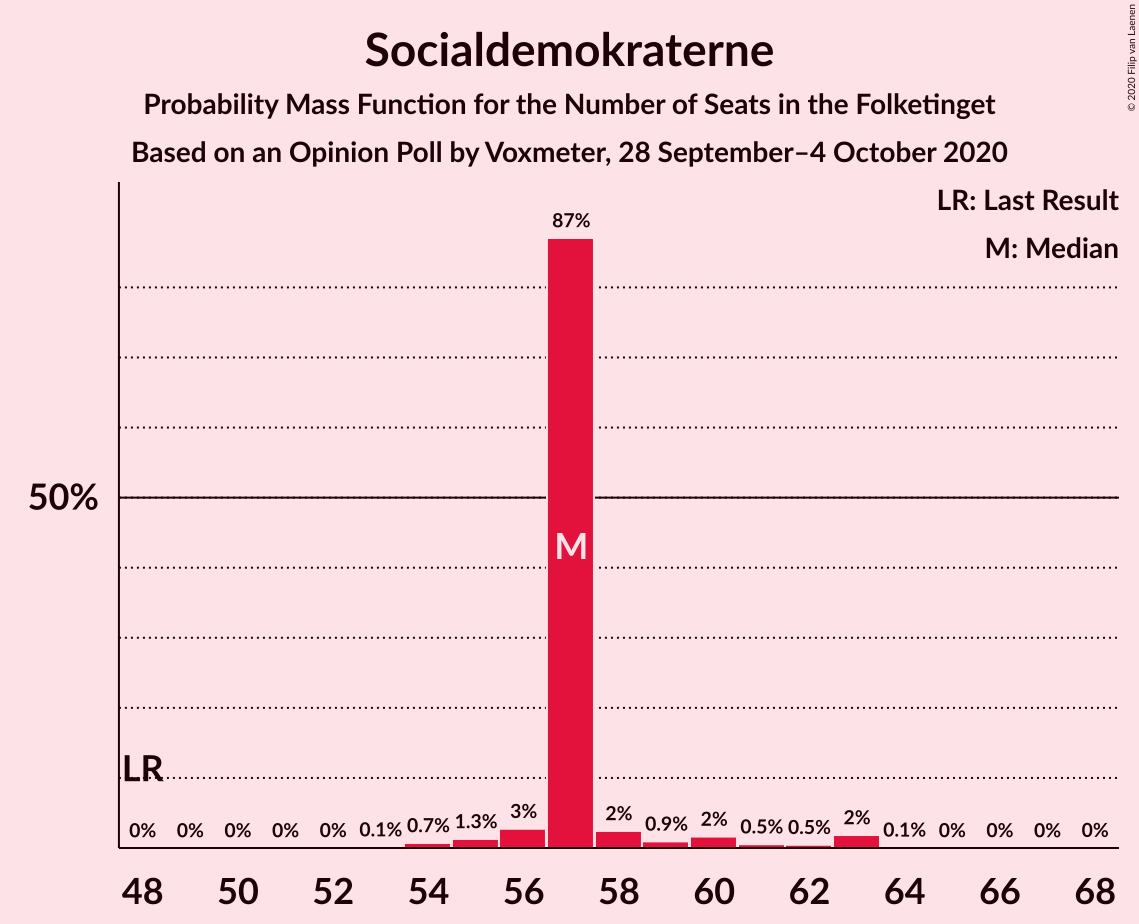 Socialdemokraterne
Probability Mass Function for the Number of Seats in the Folketinget
Based on an Opinion Poll by Voxmeter, 28 September–4 October 2020
© 2020 Filip van Laenen
LR: Last Result
M: Median
87%
50%
M
LR
0% 0% 0% 0% 0% 0.1% 0.7% 1.3% 3% 2% 0.9% 2% 0.5% 0.5% 2% 0.1% 0% 0% 0% 0%
48 50 52 54 56 58 60 62 64 66 68